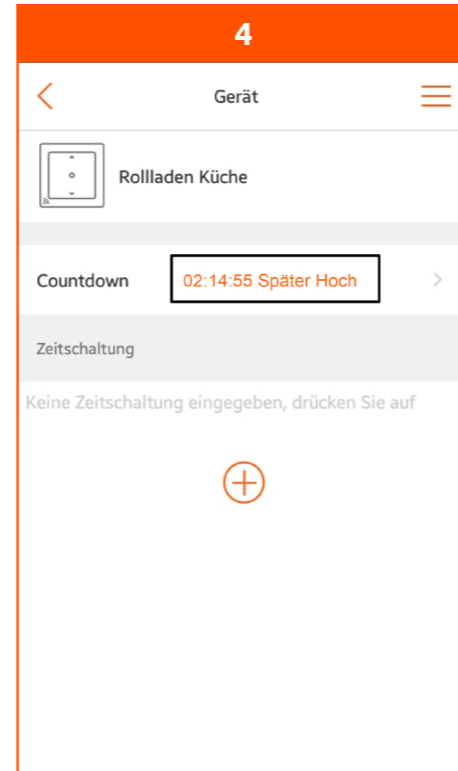 4
Gerät
Rollladen Küche
Countdown 02:14:55 Später Hoch
Zeitschaltung
Keine Zeitschaltung eingegeben, drücken Sie auf